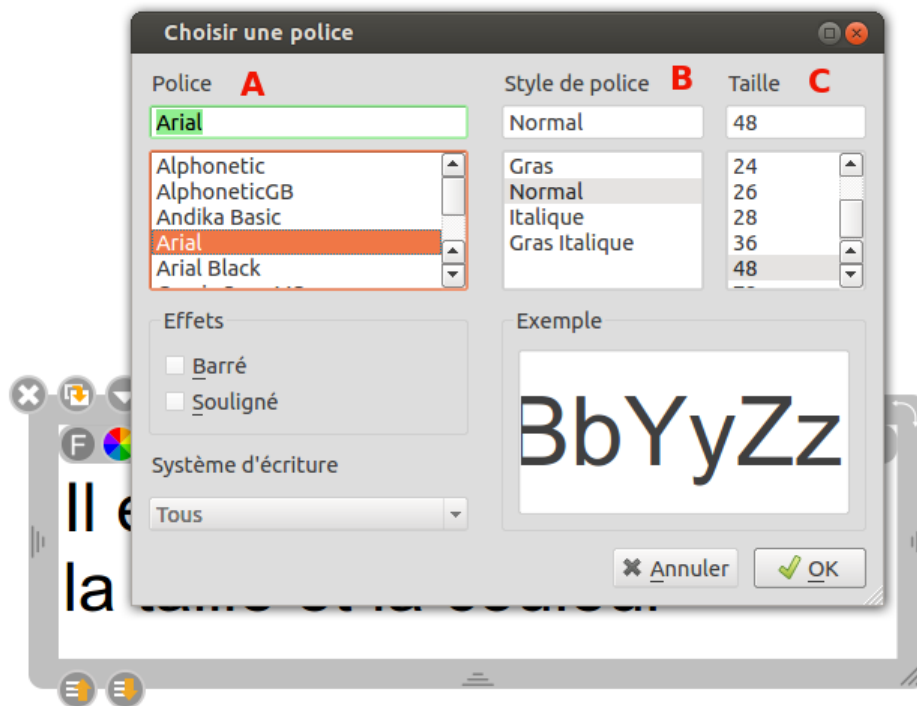 Choisir une police
Police A
Style de police B
Taille C
Arial
Normal
48
Alphonetic
AlphoneticGB
Andika Basic
Arial
Arial Black
Gras
Normal
Italique
Gras Italique
24
26
28
36
48
Effets
Barré
Souligné
Système d'écriture
Tous
Exemple
BbYyZz
Annuler
OK
F
Il
la